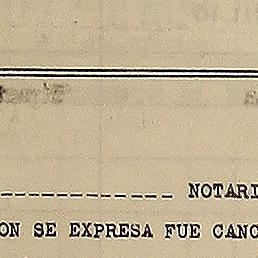 -------------------- NOTARI
ON SE EXPRESA FUE CANC